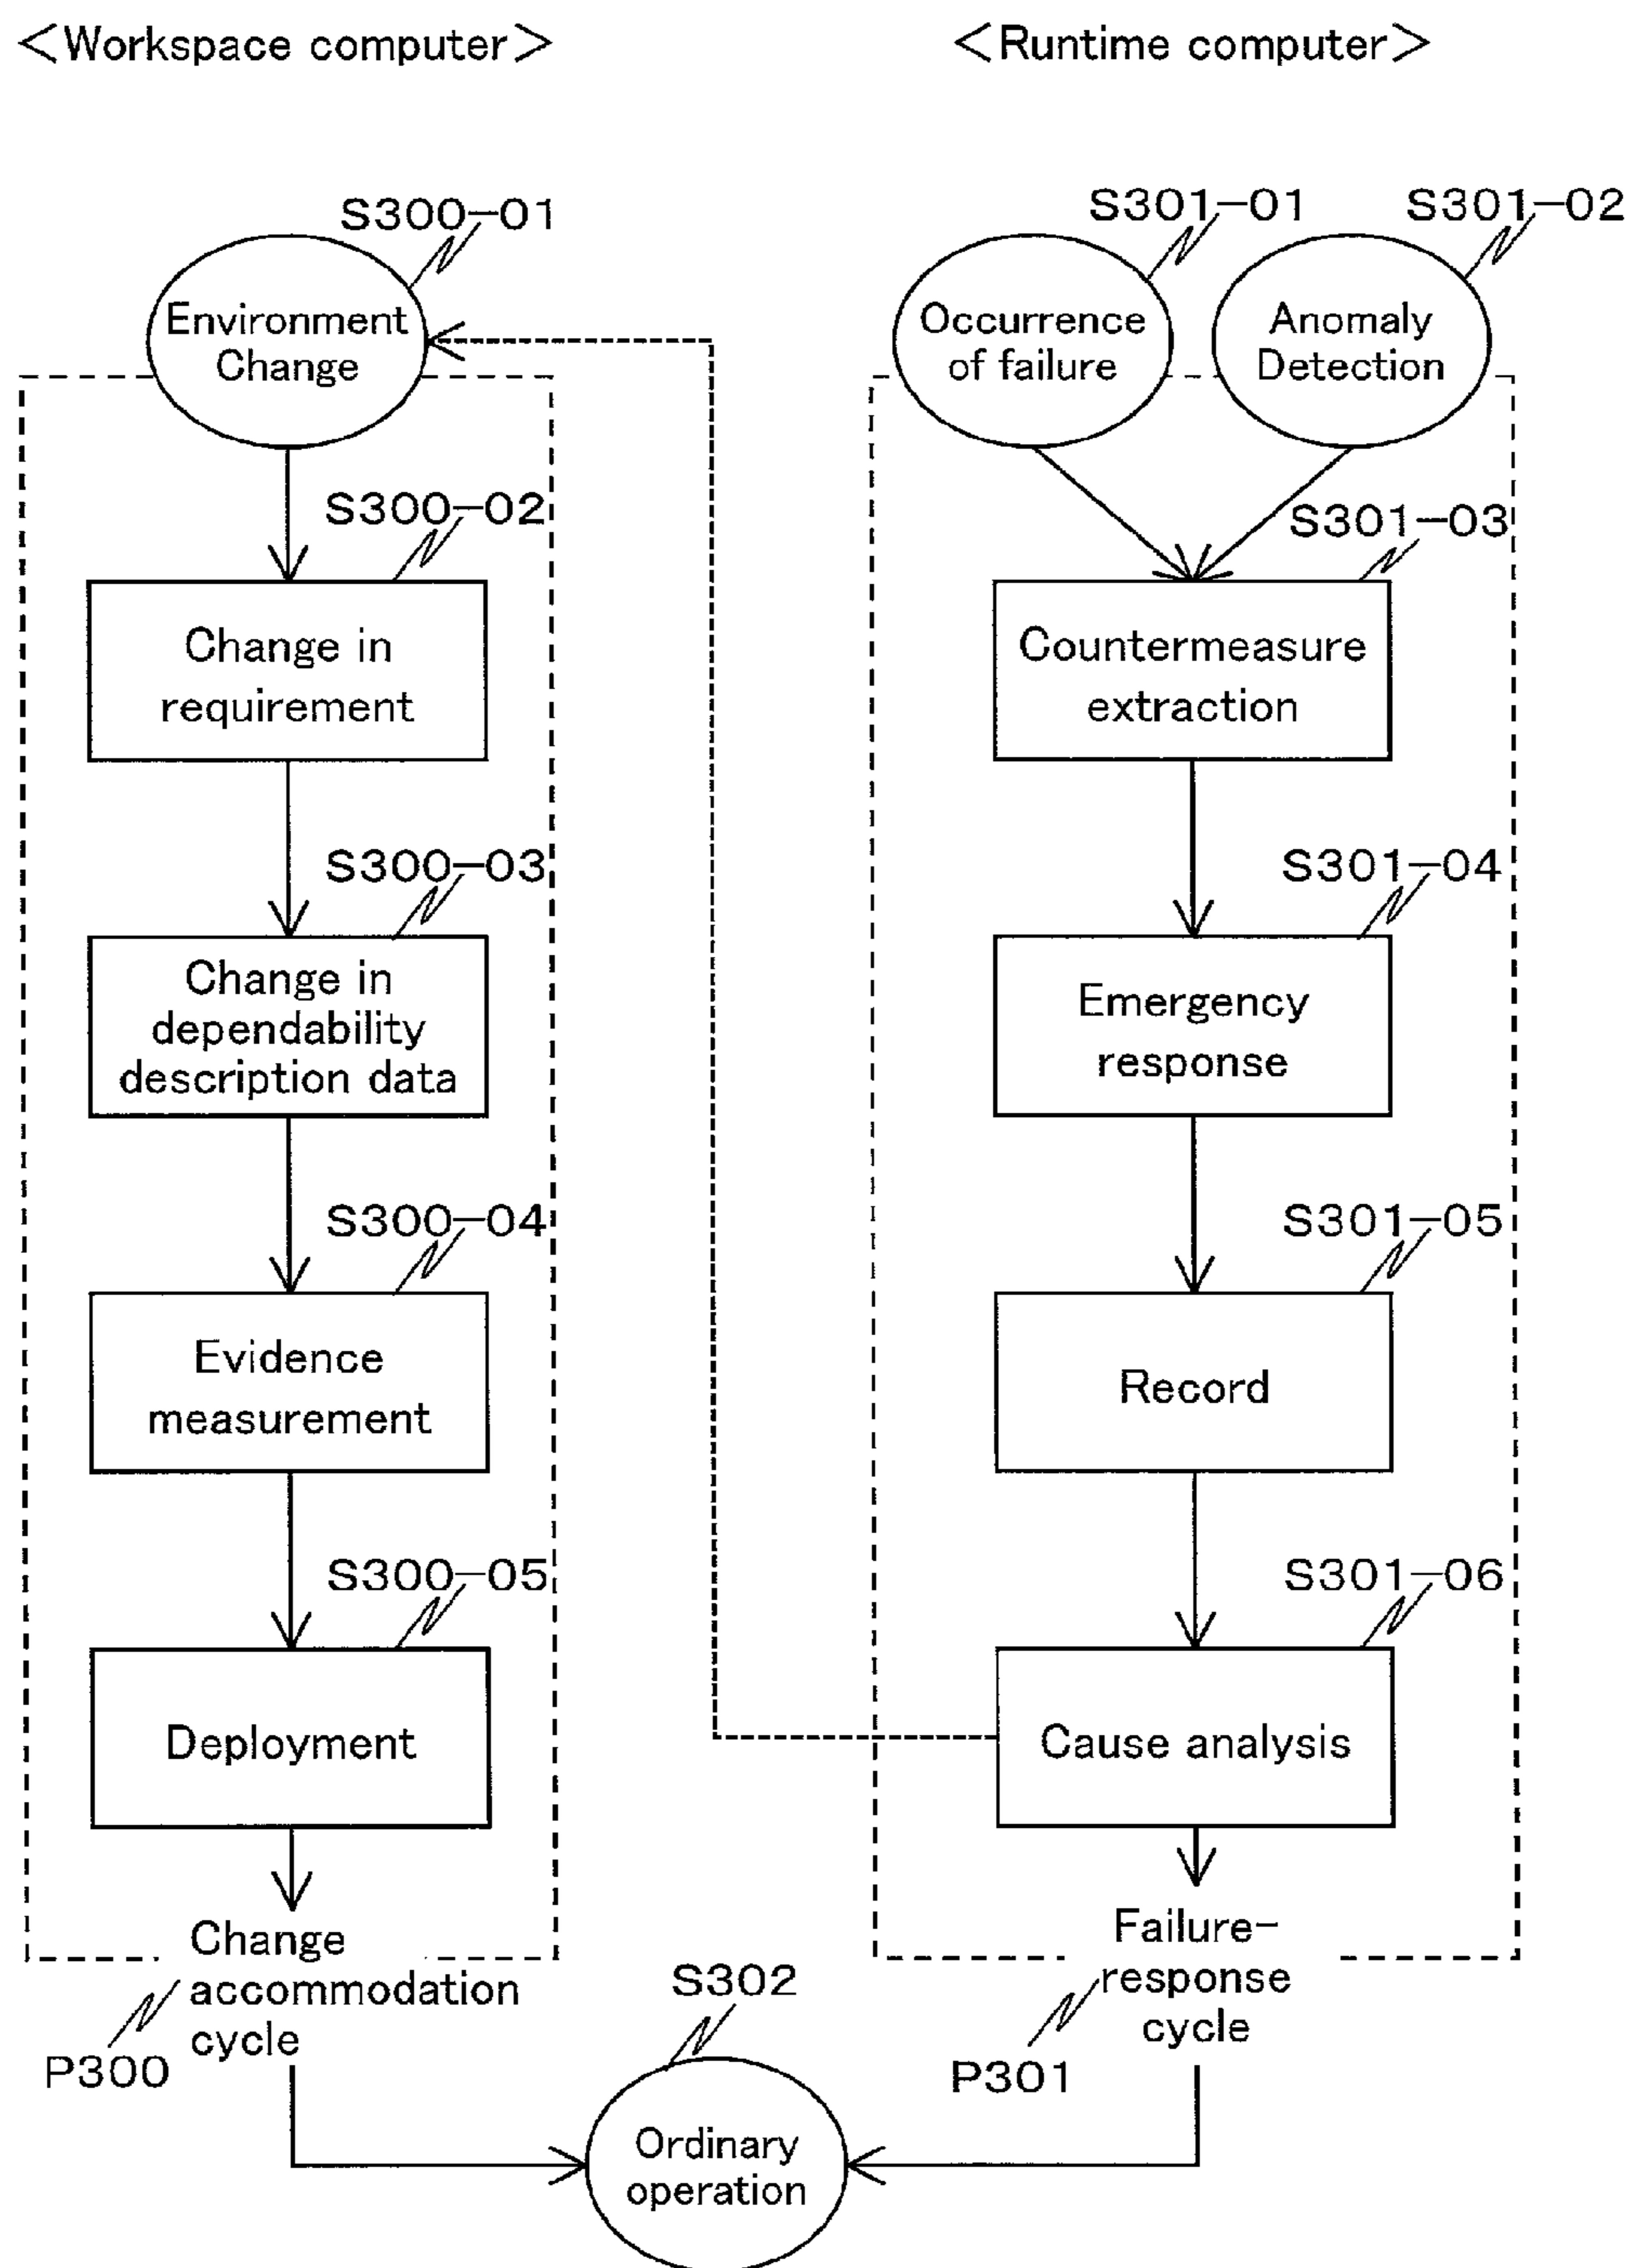 <Workspace computer>
<Runtime computer>
S300-01
S301-01
S301-02
Environment
Change
Occurrence
of failure
Anomaly
Detection
S300-02
S301-03
Change in
requirement
Countermeasure
extraction
S300-03
S301-04
Change in
dependability
description data
Emergency
response
S300-04
S301-05
Evidence
measurement
Record
S300-05
S301-06
Deployment
Cause analysis
Change
accommodation
cycle
P300
Failure-
response
cycle
P301
S302
Ordinary
operation